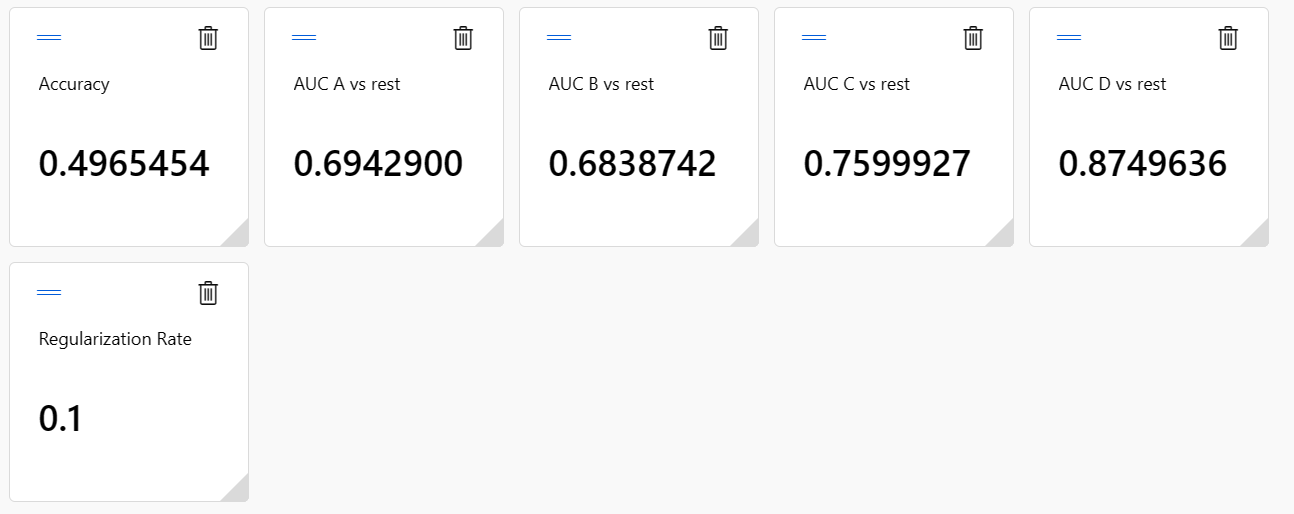 Accuracy
0.4965454
AUC A vs rest
0.6942900
AUC B vs rest
0.6838742
AUC C vs rest
0.7599927
AUC D vs rest
0.8749636
Regularization Rate
0.1